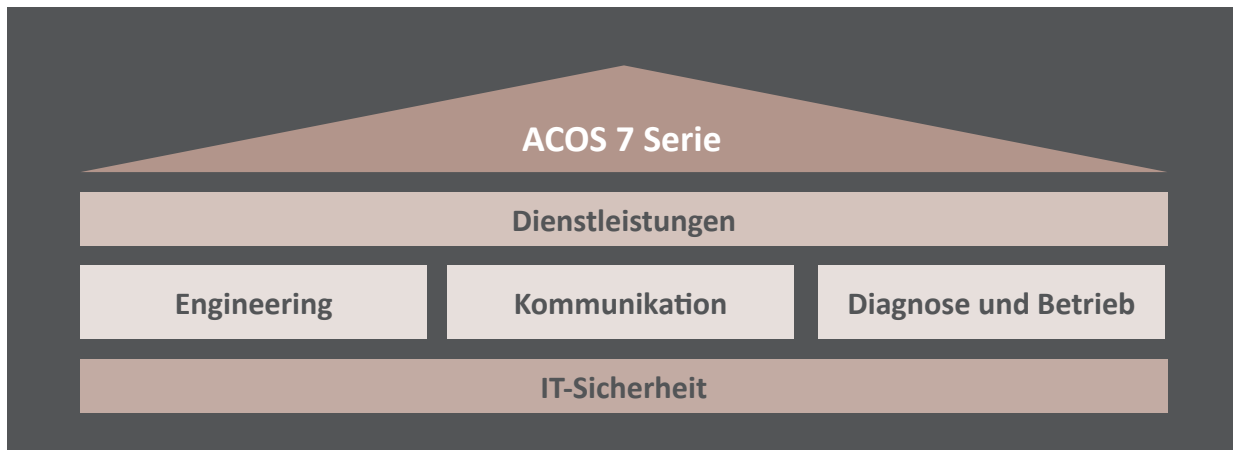 ACOS 7 Serie
Dienstleistungen
Engineering
Kommunikation
Diagnose und Betrieb
IT-Sicherheit